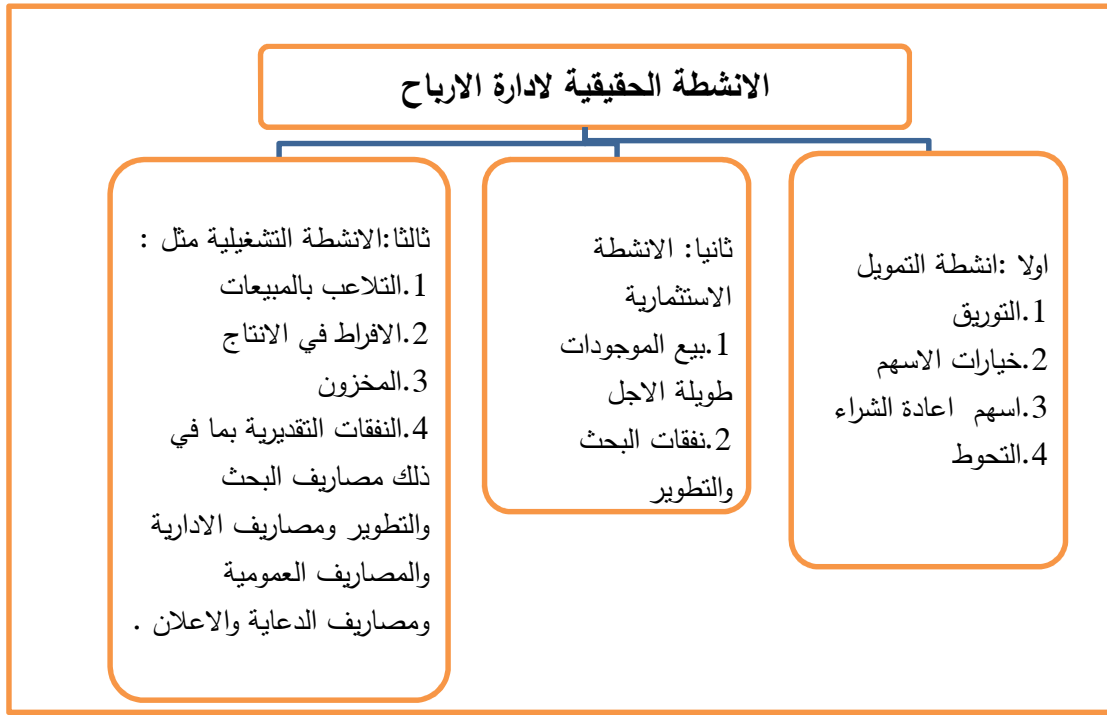 الانشطة الحقيقية لادارة الارباح
اولا :انشطة التمويل
1.التوريق
2.خيارات الاسهم
3.اسهم اعادة الشراء
4.التحوط
ثانيا: الانشطة
الاستثمارية
1.بيع الموجودات
طويلة الاجل
2.نفقات البحث
والتطوير
ثالثا:الانشطة التشغيلية مثل :
1.التلاعب بالمبيعات
2.الافراط في الانتاج
3.المخزون
4.النفقات التقديرية بما في
ذلك مصاريف البحث
والتطوير ومصاريف الادارية
والمصاريف العمومية
ومصاريف الدعاية والاعلان .